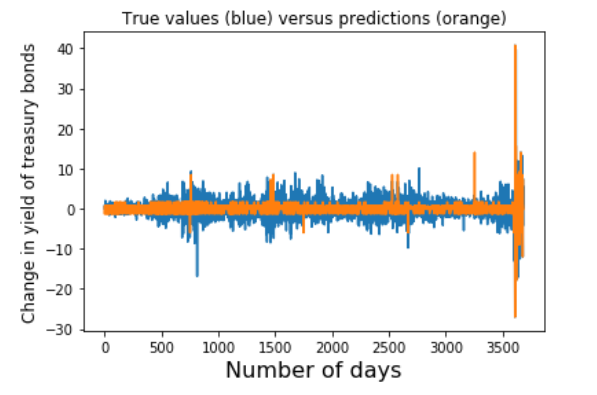 True values (blue) versus predictions (orange)
Change in yield of treasury bonds
40
30
20
10
0
−10
−20
−30
0 500 1000 1500 2000 2500 3000 3500
Number of days